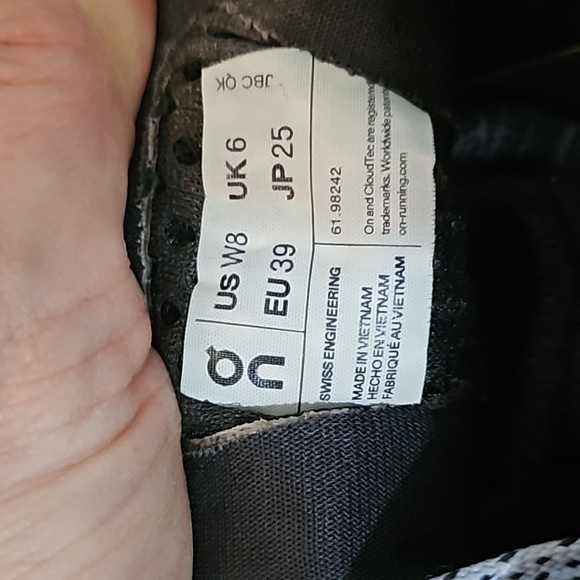 On
US W8 UK 6
EU 39 JP 25
JBC QK
SWISS ENGINEERING 61.98242
MADE IN VIETNAM
HECHO EN VIETNAM
FABRIQUÉ AU VIETNAM
On and CloudTec are registered
trademarks. Worldwide patents
on-running.com